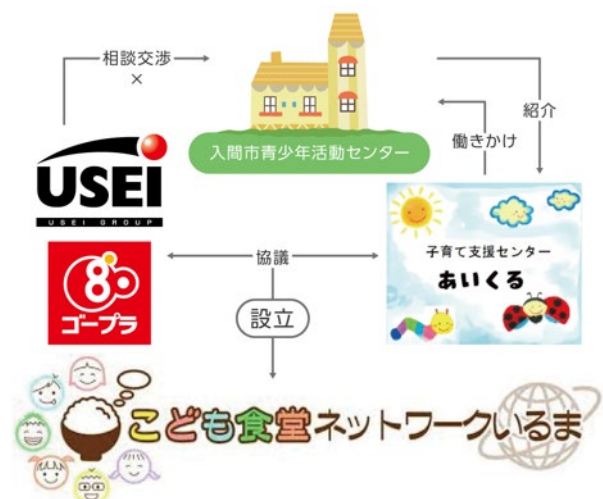 相談交渉
×
入間市青少年活動センター
紹介
働きかけ
USEI
USEI GROUP
子育て支援センター
あいくる
ゴープラ
協議
設立
こども食堂ネットワークいるま